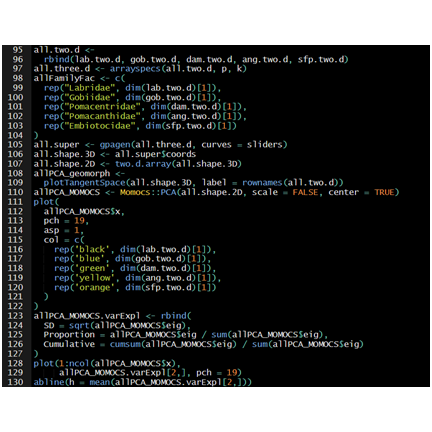 95 all.two.d <-
96 rbind(lab.two.d, gob.two.d, dam.two.d, ang.two.d, sfp.two.d)
97 all.three.d <- arrayspecs(all.two.d, p, k)
98 allFamilyFac <- c(
99 rep("Labridae", dim(lab.two.d)[1]),
100 rep("Gobiidae", dim(gob.two.d)[1]),
101 rep("Pomacentridae", dim(dam.two.d)[1]),
102 rep("Pomacanthidae", dim(ang.two.d)[1]),
103 rep("Embiotocidae", dim(sfp.two.d)[1])
104 )
105 all.super <- gpagen(all.three.d, curves = sliders)
106 all.shape.3D <- all.super$coords
107 all.shape.2D <- two.d.array(all.shape.3D)
108 allPCA_geomorph <-
109 plotTangentSpace(all.shape.3D, label = rownames(all.two.d))
110 allPCA_MOMOCS <- Momocs::PCA(all.shape.2D, scale = FALSE, center = TRUE)
111 plot(
112 allPCA_MOMOCS$x,
113 pch = 19,
114 asp = 1,
115 col = c(
116 rep('black', dim(lab.two.d)[1]),
117 rep('blue', dim(gob.two.d)[1]),
118 rep('green', dim(dam.two.d)[1]),
119 rep('yellow', dim(ang.two.d)[1]),
120 rep('orange', dim(sfp.two.d)[1])
121 )
122 )
123 allPCA_MOMOCS.varExpl <- rbind(
124 SD = sqrt(allPCA_MOMOCS$eig),
125 Proportion = allPCA_MOMOCS$eig / sum(allPCA_MOMOCS$eig),
126 Cumulative = cumsum(allPCA_MOMOCS$eig) / sum(allPCA_MOMOCS$eig)
127 )
128 plot(1:ncol(allPCA_MOMOCS$x),
129 allPCA_MOMOCS.varExpl[2,], pch = 19)
130 abline(h = mean(allPCA_MOMOCS.varExpl[2,]))